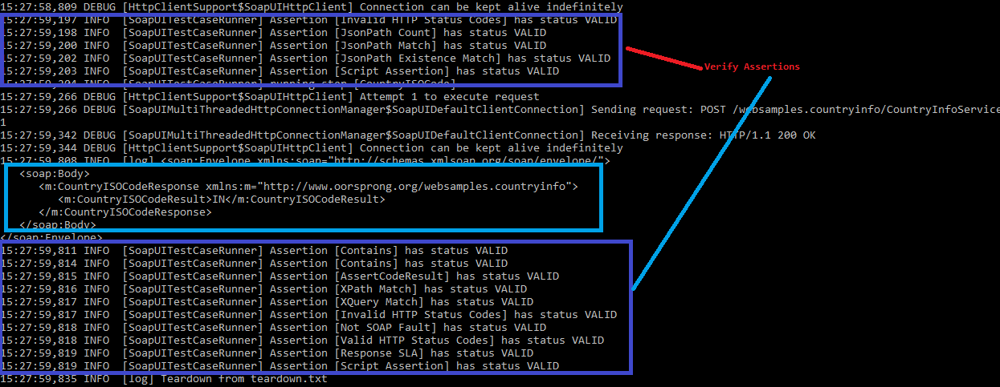 15:27:58,809 DEBUG [HttpClientSupport$SoapUIHttpClient] Connection can be kept alive indefinitely
15:27:59,197 INFO  [SoapUITestCaseRunner] Assertion [Invalid HTTP Status Codes] has status VALID
15:27:59,198 INFO  [SoapUITestCaseRunner] Assertion [JsonPath Count] has status VALID
15:27:59,200 INFO  [SoapUITestCaseRunner] Assertion [JsonPath Match] has status VALID
15:27:59,202 INFO  [SoapUITestCaseRunner] Assertion [JsonPath Existence Match] has status VALID
15:27:59,203 INFO  [SoapUITestCaseRunner] Assertion [Script Assertion] has status VALID
Verify Assertions
15:27:59,204 INFO  [SoapUITestCaseRunner] running step [CountryISOCode]
15:27:59,266 DEBUG [HttpClientSupport$SoapUIHttpClient] Attempt 1 to execute request
15:27:59,266 DEBUG [SoapUIMultiThreadedHttpConnectionManager$SoapUIDefaultClientConnection] Sending request: POST /websamples.countryinfo/CountryInfoService
1
15:27:59,342 DEBUG [SoapUIMultiThreadedHttpConnectionManager$SoapUIDefaultClientConnection] Receiving response: HTTP/1.1 200 OK
15:27:59,344 DEBUG [HttpClientSupport$SoapUIHttpClient] Connection can be kept alive indefinitely
15:27:59,808 INFO  [log] <soap:Envelope xmlns:soap="http://schemas.xmlsoap.org/soap/envelope/">
<soap:Body>
<m:CountryISOCodeResponse xmlns:m="http://www.oorsprong.org/websamples.countryinfo">
<m:CountryISOCodeResult>IN</m:CountryISOCodeResult>
</m:CountryISOCodeResponse>
</soap:Body>
</soap:Envelope>
15:27:59,811 INFO  [SoapUITestCaseRunner] Assertion [Contains] has status VALID
15:27:59,814 INFO  [SoapUITestCaseRunner] Assertion [Contains] has status VALID
15:27:59,815 INFO  [SoapUITestCaseRunner] Assertion [AssertCodeResult] has status VALID
15:27:59,816 INFO  [SoapUITestCaseRunner] Assertion [XPath Match] has status VALID
15:27:59,817 INFO  [SoapUITestCaseRunner] Assertion [XQuery Match] has status VALID
15:27:59,817 INFO  [SoapUITestCaseRunner] Assertion [Invalid HTTP Status Codes] has status VALID
15:27:59,818 INFO  [SoapUITestCaseRunner] Assertion [Not SOAP Fault] has status VALID
15:27:59,818 INFO  [SoapUITestCaseRunner] Assertion [Valid HTTP Status Codes] has status VALID
15:27:59,819 INFO  [SoapUITestCaseRunner] Assertion [Response SLA] has status VALID
15:27:59,819 INFO  [SoapUITestCaseRunner] Assertion [Script Assertion] has status VALID
15:27:59,835 INFO  [log] Teardown from teardown.txt